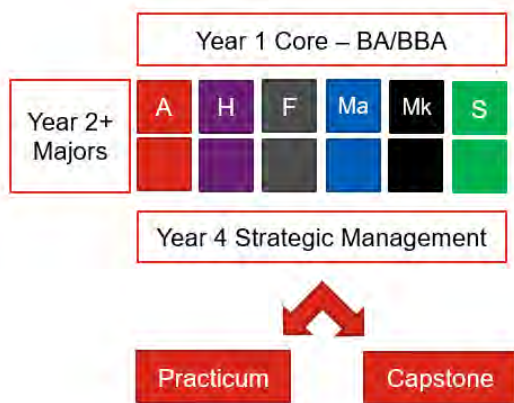 Year 1 Core – BA/BBA
Year 2+
Majors
A H F Ma Mk S
Year 4 Strategic Management
Practicum Capstone